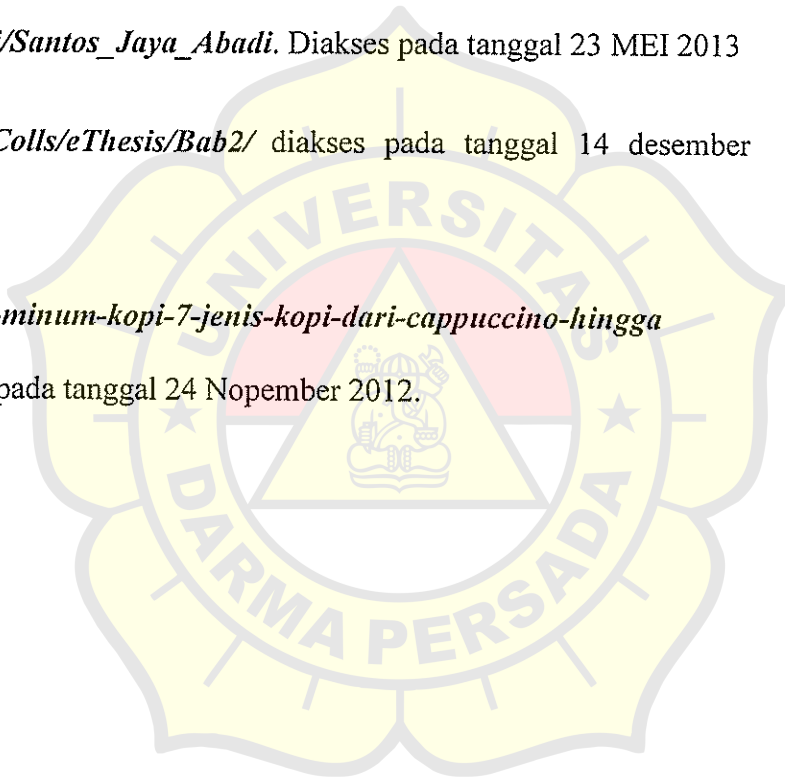 i/Santos_Jaya_Abadi. Diakses pada tanggal 23 MEI 2013
Colls/eThesis/Bab2/ diakses pada tanggal 14 desember
-minum-kopi-7-jenis-kopi-dari-cappuccino-hingga
pada tanggal 24 Nopember 2012.
UNIVERSITAS
DARMA PERSADA